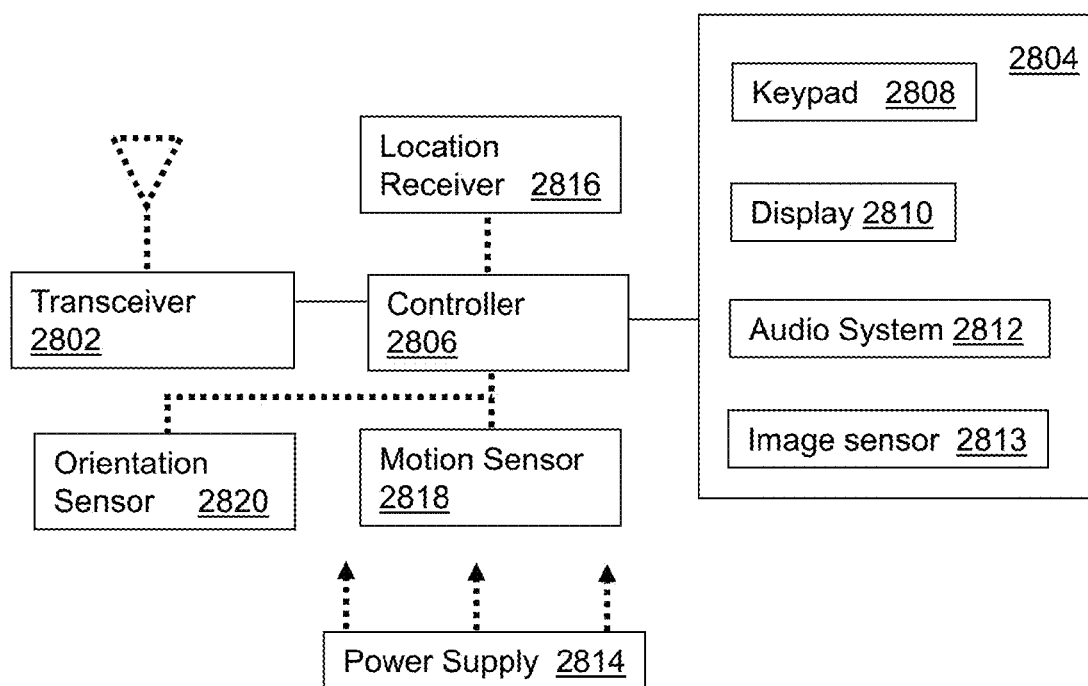 2804
Keypad 2808
Location
Receiver 2816
Display 2810
Transceiver
2802
Controller
2806
Audio System 2812
Image sensor 2813
Orientation
Sensor 2820
Motion Sensor
2818
Power Supply 2814